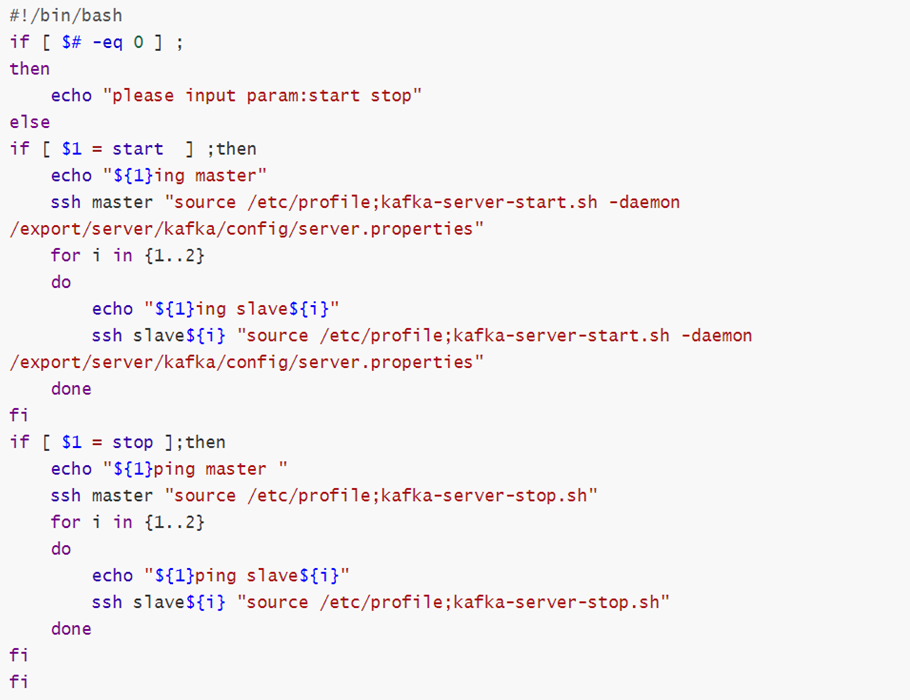 #!/bin/bash
if [ $# -eq 0 ] ;
then
    echo "please input param:start stop"
else
if [ $1 = start  ] ;then
    echo "${1}ing master"
    ssh master "source /etc/profile;kafka-server-start.sh -daemon
/export/server/kafka/config/server.properties"
    for i in {1..2}
    do
        echo "${1}ing slave${i}"
        ssh slave${i} "source /etc/profile;kafka-server-start.sh -daemon
/export/server/kafka/config/server.properties"
    done
fi
if [ $1 = stop ];then
    echo "${1}ping master "
    ssh master "source /etc/profile;kafka-server-stop.sh"
    for i in {1..2}
    do
        echo "${1}ping slave${i}"
        ssh slave${i} "source /etc/profile;kafka-server-stop.sh"
    done
fi
fi